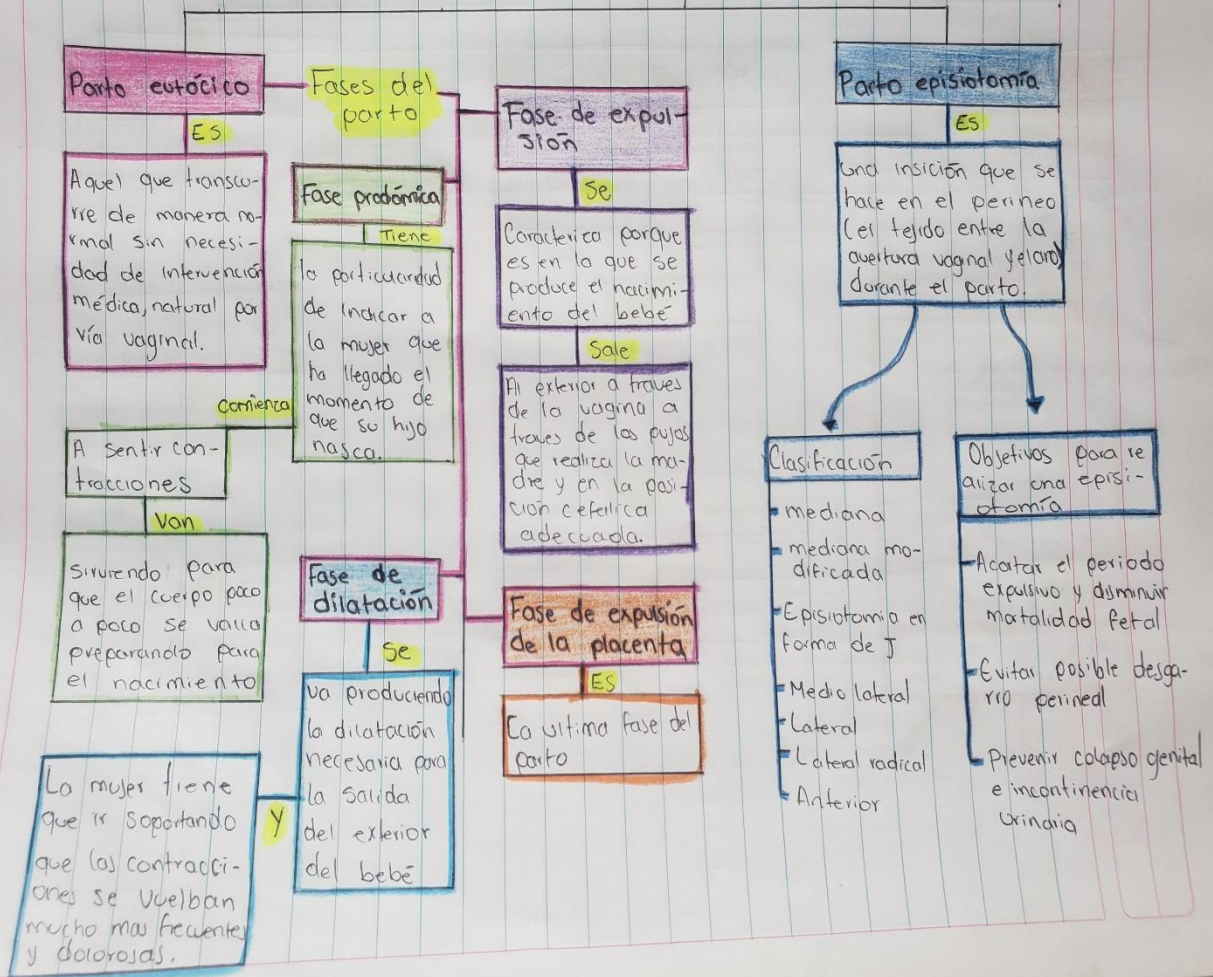 Parto eutócico
ES
Aquel que transcu-
rre de manera no-
rmal sin necesi-
dad de intervención
médica, natural por
vía vaginal.
Fases del
parto
Fase prodómica
Tiene
la particularidad
de indicar a
la mujer que
ha llegado el
momento de
que su hijo
nasca.
comienza
A sentir con-
tracciones
Van
sirviendo para
que el cuerpo poco
a poco se valla
preparando para
el nacimiento
Fase de
dilatación
Se
va produciendo
la dilatación
necesaria para
la salida
del exterior
del bebé
Y
La mujer tiene
que ir soportando
que las contracci-
ones se vuelban
mucho mas frecuentes
y dolorosas.
Fase de expul-
sión
Se
Caracterica porque
es en la que se
produce el nacimi-
ento del bebé
Sale
Al exterior a traves
de la vagina a
traves de los pujos
que realiza la ma-
dre y en la posi-
ción cefelica
adecuada.
Fase de expulsión
de la placenta
ES
La ultima fase del
parto
Parto episiotomía
ES
Una insición que se
hace en el perineo
(el tejido entre la
avertura vaginal y el ano)
durante el parto.
Clasificación
mediana
mediana mo-
dificada
Episiotomia en
forma de J
Medio lateral
Lateral
Lateral radical
Anterior
Objetivos para re
alizar una episi-
otomía
Acortar el periodo
expulsivo y disminuir
mortalidad fetal
Evitar posible desga-
rro perineal
Prevenir colapso genital
e incontinencia
urinaria